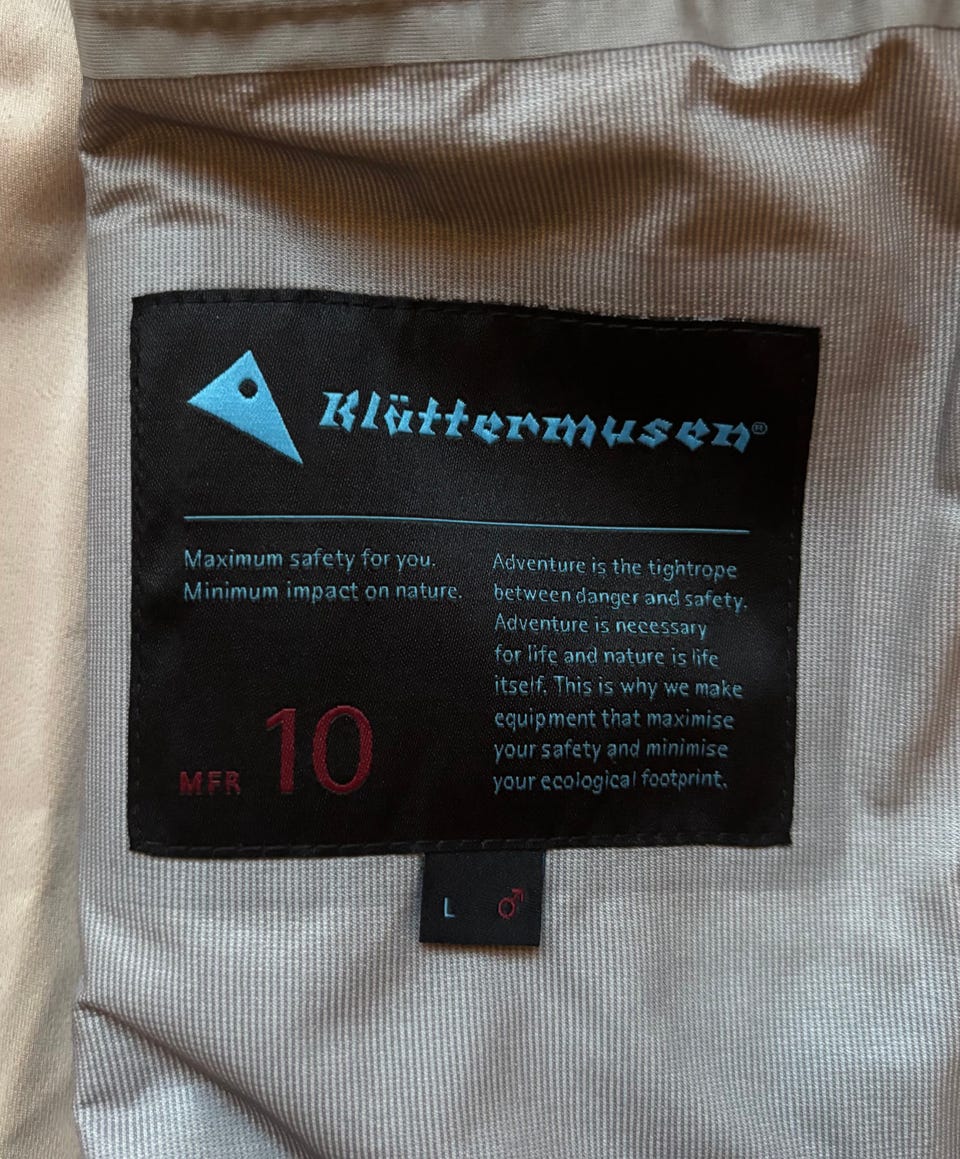 Klättermusen®
Maximum safety for you.
Minimum impact on nature.
Adventure is the tightrope
between danger and safety.
Adventure is necessary
for life and nature is life
itself. This is why we make
equipment that maximise
your safety and minimise
your ecological footprint.
MFR 10
L ♂